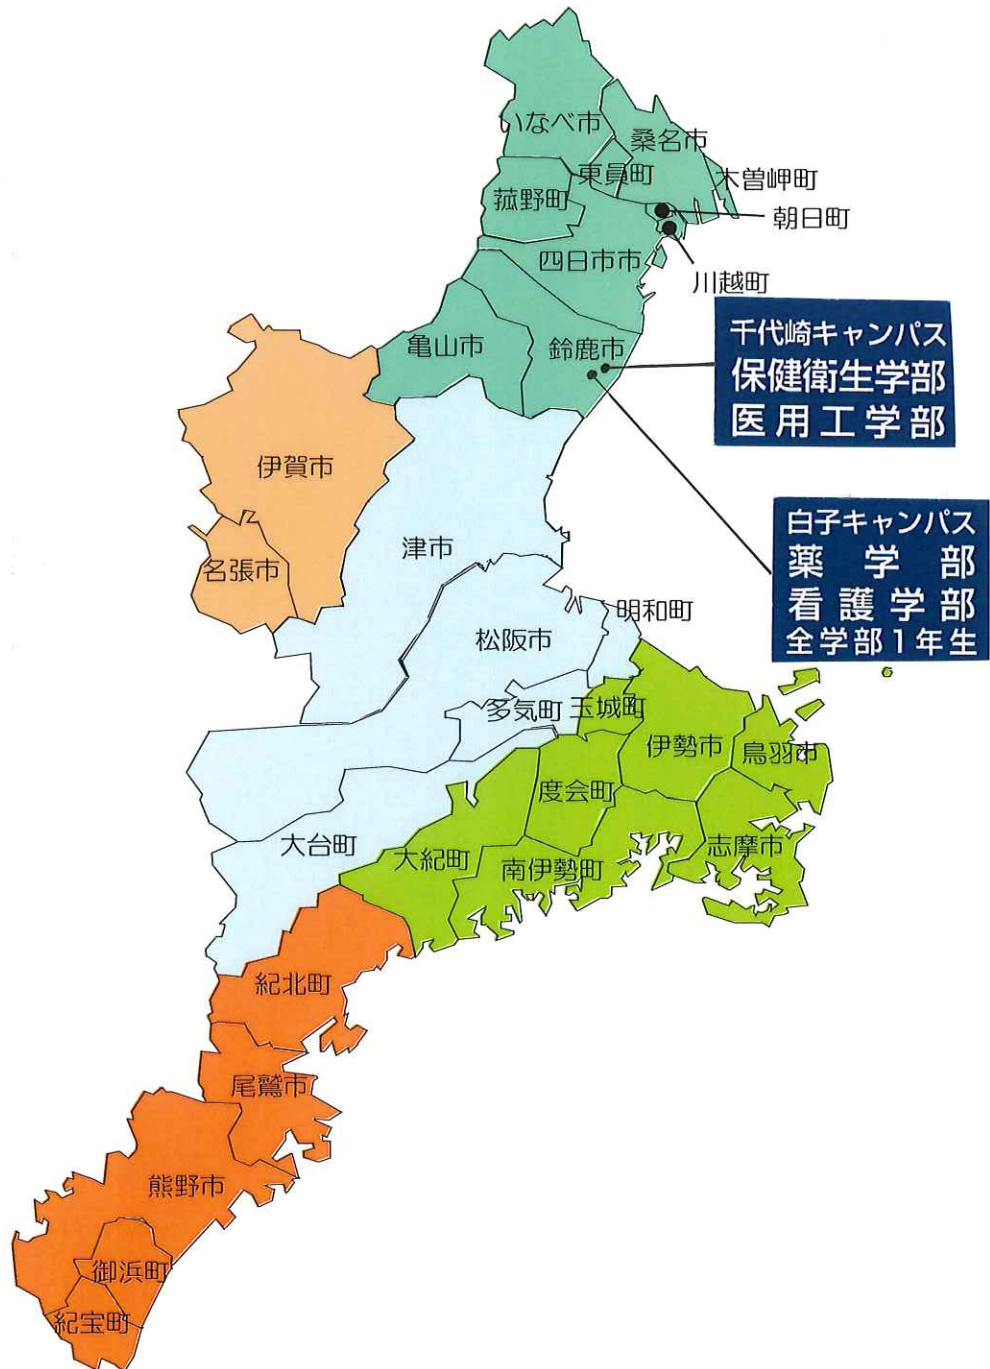 いなべ市
桑名市
東員町
木曽岬町
菰野町
朝日町
四日市市
川越町
亀山市
鈴鹿市
千代崎キャンパス
保健衛生学部
医用工学部
伊賀市
津市
名張市
白子キャンパス
薬学部
看護学部
全学部1年生
明和町
松阪市
多気町
玉城町
伊勢市
鳥羽市
度会町
大台町
大紀町
南伊勢町
志摩市
紀北町
尾鷲市
熊野市
御浜町
紀宝町